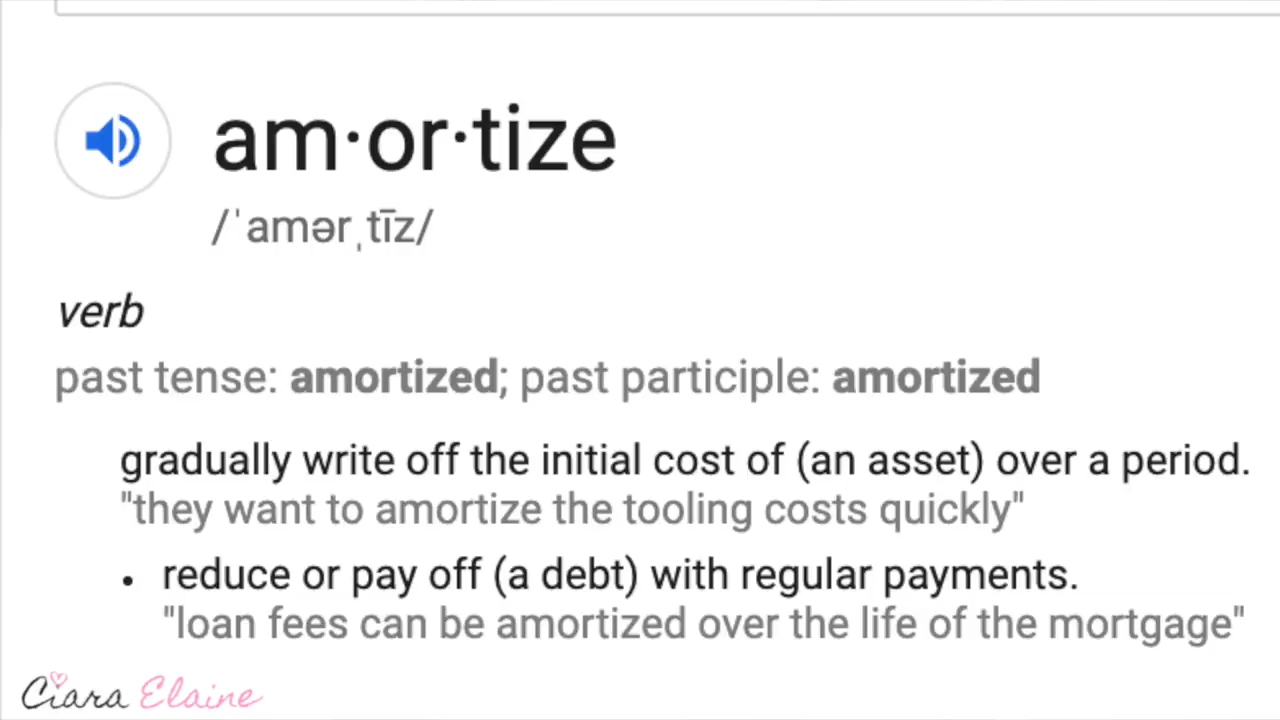 am·or·tize
/ˈamərˌtīz/
verb
past tense: amortized; past participle: amortized
gradually write off the initial cost of (an asset) over a period.
"they want to amortize the tooling costs quickly"
• reduce or pay off (a debt) with regular payments.
"loan fees can be amortized over the life of the mortgage"
Ciara Elaine